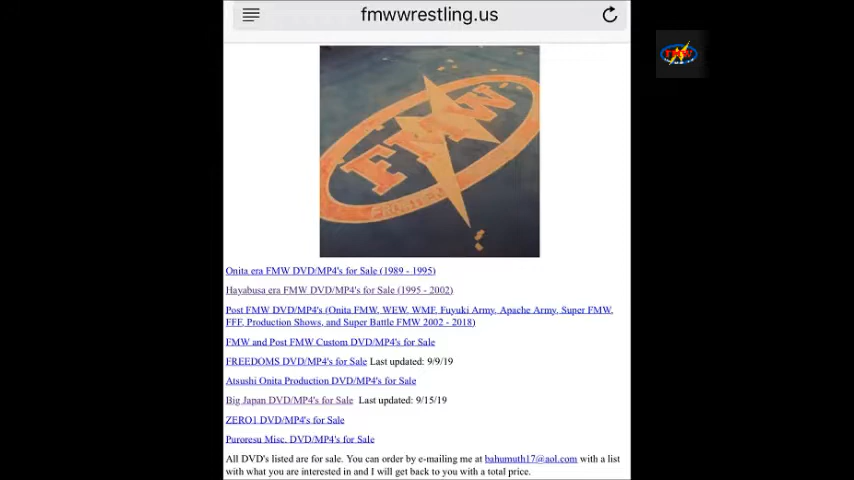 fmwwrestling.us
FMW
FMW
Onita era FMW DVD/MP4's for Sale (1989 - 1995)
Hayabusa era FMW DVD/MP4's for Sale (1995 - 2002)
Post FMW DVD/MP4's (Onita FMW, WEW, WMF, Fuyuki Army, Apache Army, Super FMW,
FFF, Production Shows, and Super Battle FMW 2002 - 2018)
FMW and Post FMW Custom DVD/MP4's for Sale
FREEDOMS DVD/MP4's for Sale Last updated: 9/9/19
Atsushi Onita Production DVD/MP4's for Sale
Big Japan DVD/MP4's for Sale Last updated: 9/15/19
ZERO1 DVD/MP4's for Sale
Puroresu Misc. DVD/MP4's for Sale
All DVD's listed are for sale. You can order by e-mailing me at bahumuth17@aol.com with a list
with what you are interested in and I will get back to you with a total price.